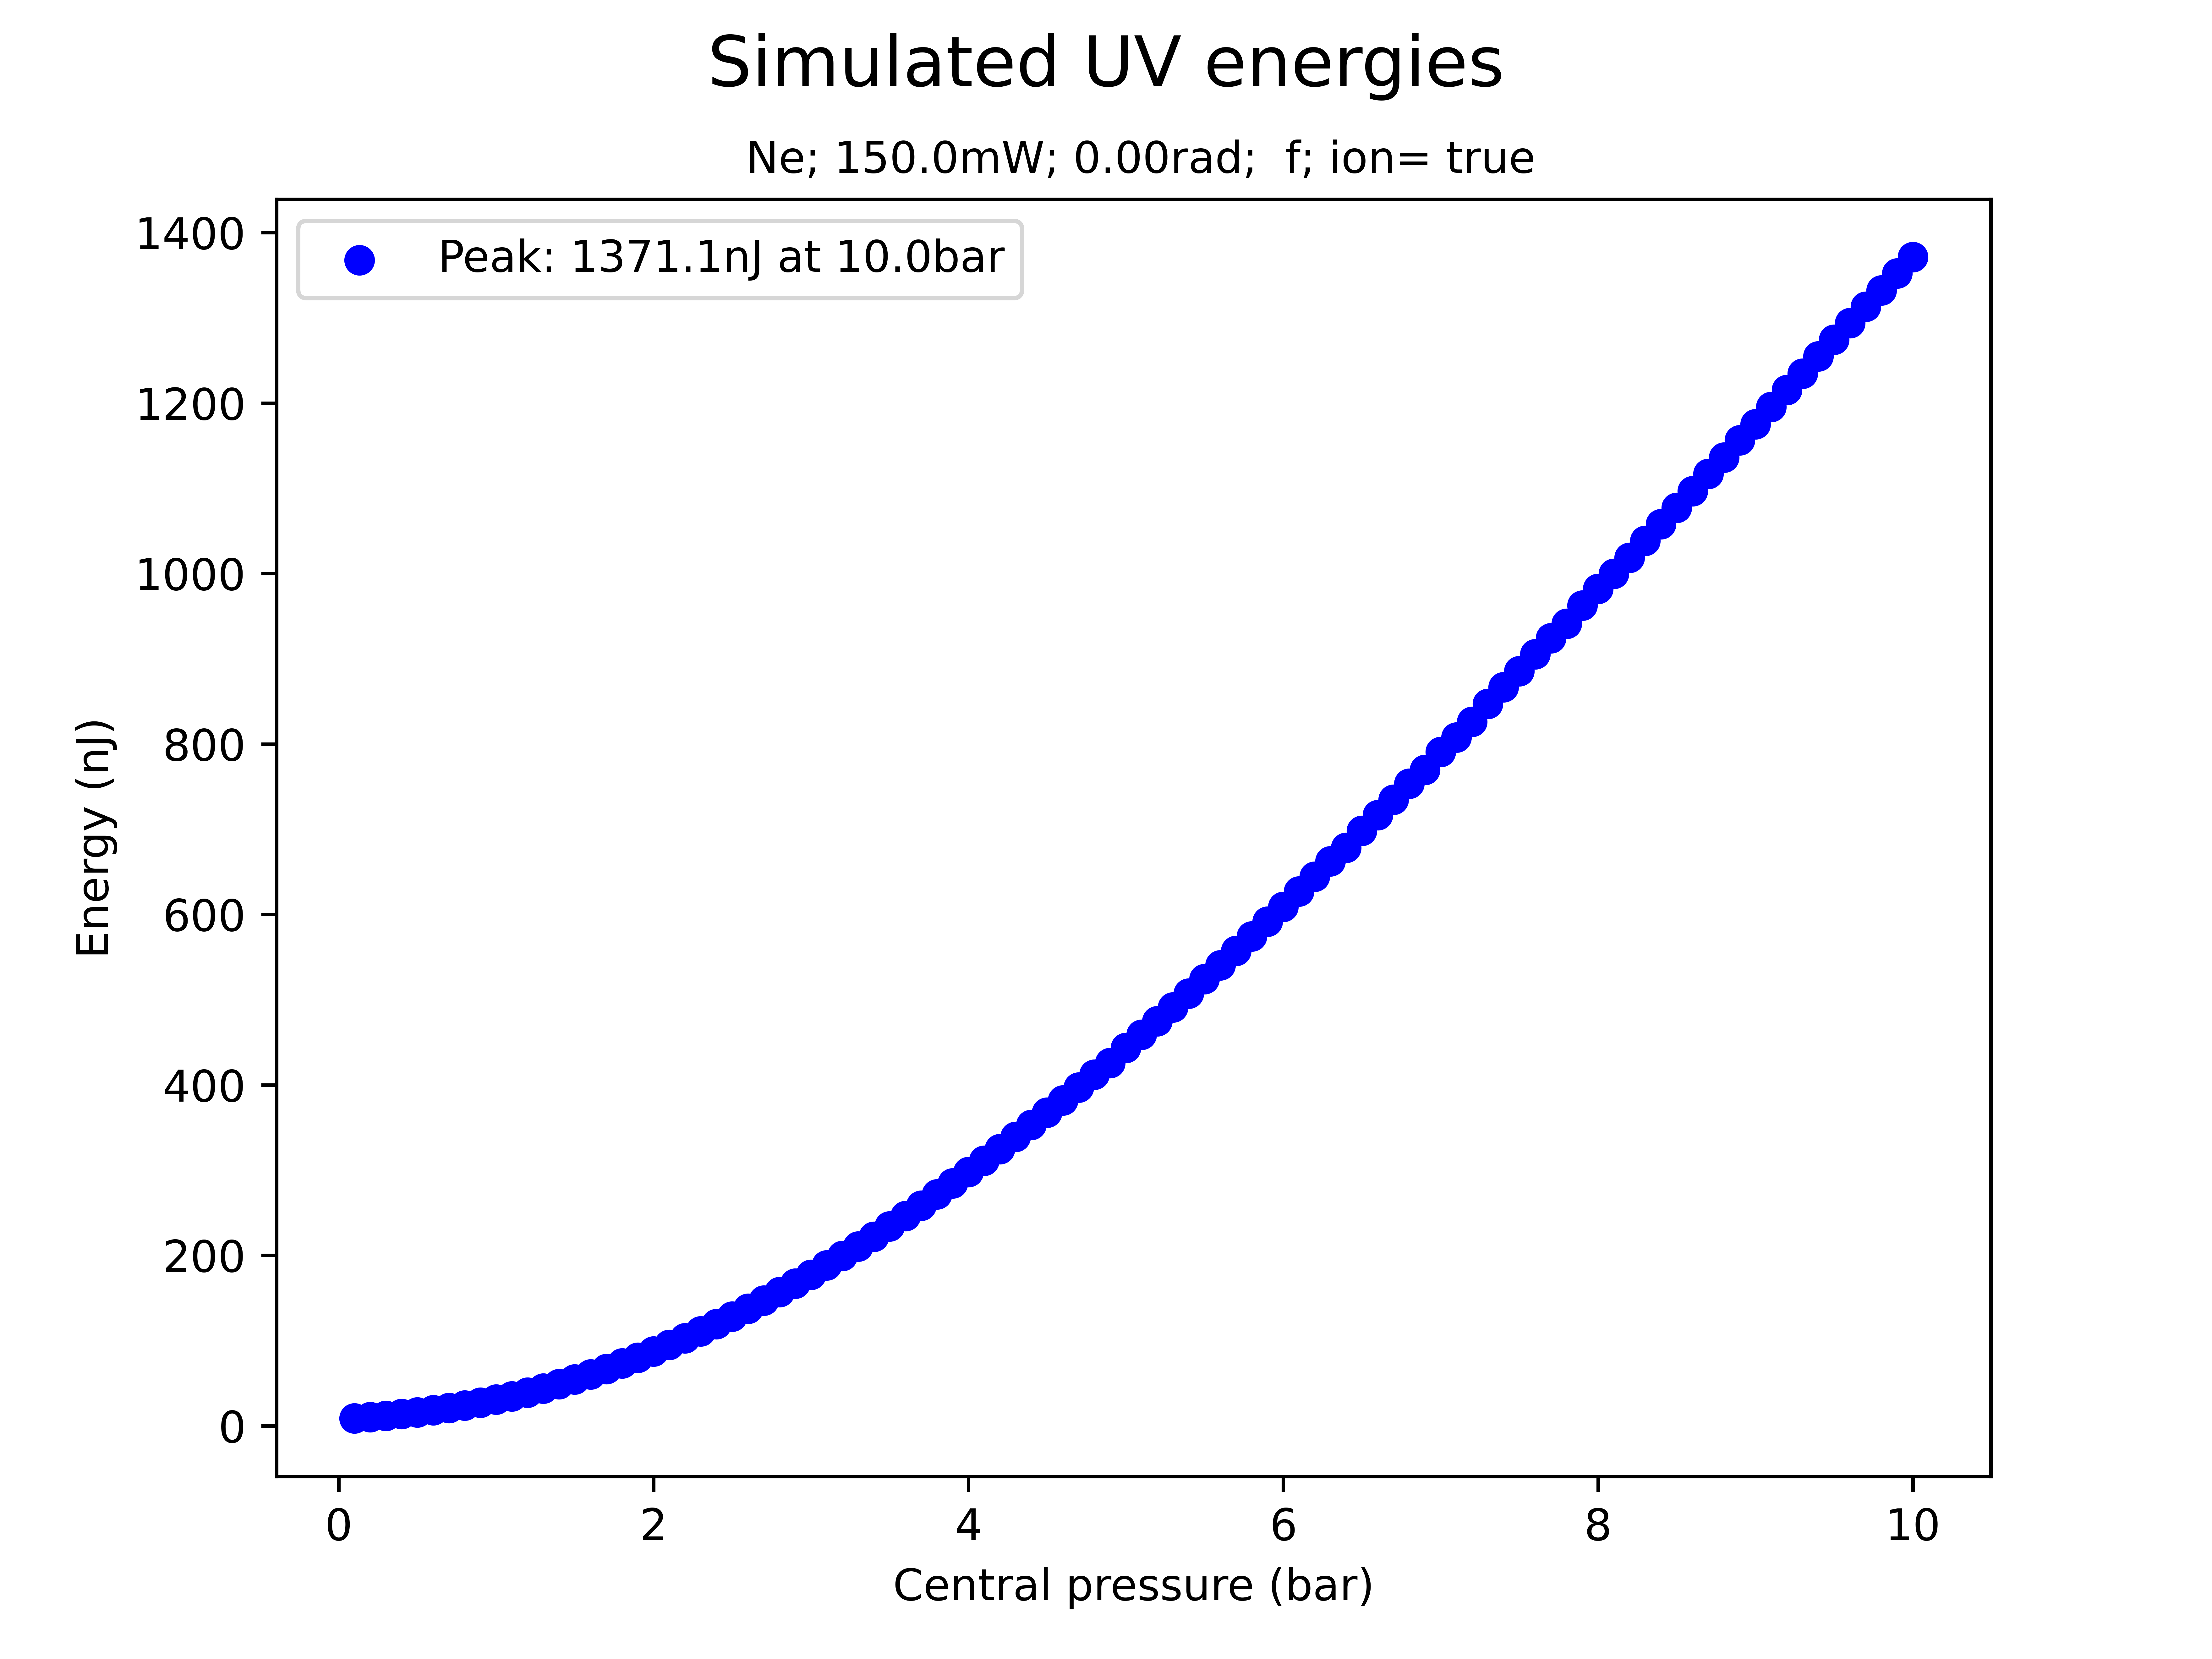 Simulated UV energies
Ne; 150.0mW; 0.00rad;  f; ion= true
Peak: 1371.1nJ at 10.0bar
1400
1200
1000
800
600
400
200
0
Energy (nJ)
0 2 4 6 8 10
Central pressure (bar)